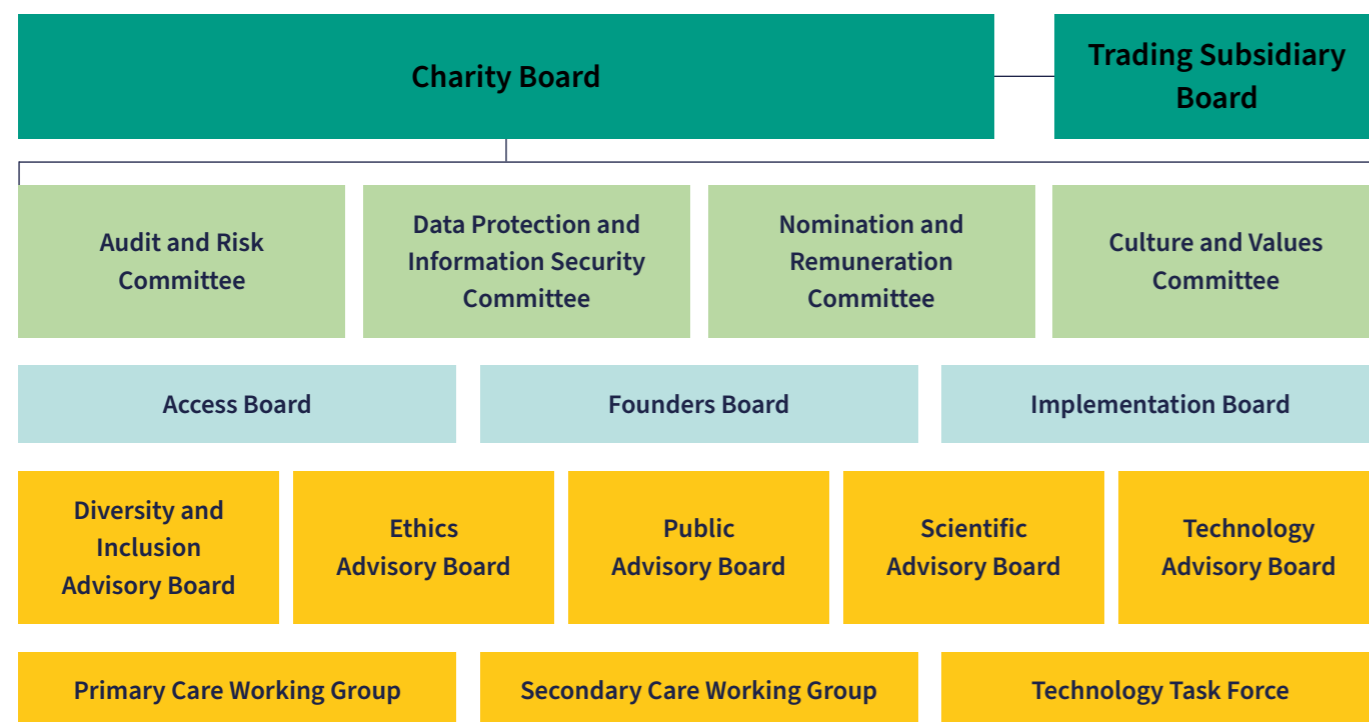 Charity Board
Trading Subsidiary
Board
Audit and Risk
Committee
Data Protection and
Information Security
Committee
Nomination and
Remuneration
Committee
Culture and Values
Committee
Access Board
Founders Board
Implementation Board
Diversity and
Inclusion
Advisory Board
Ethics
Advisory Board
Public
Advisory Board
Scientific
Advisory Board
Technology
Advisory Board
Primary Care Working Group
Secondary Care Working Group
Technology Task Force